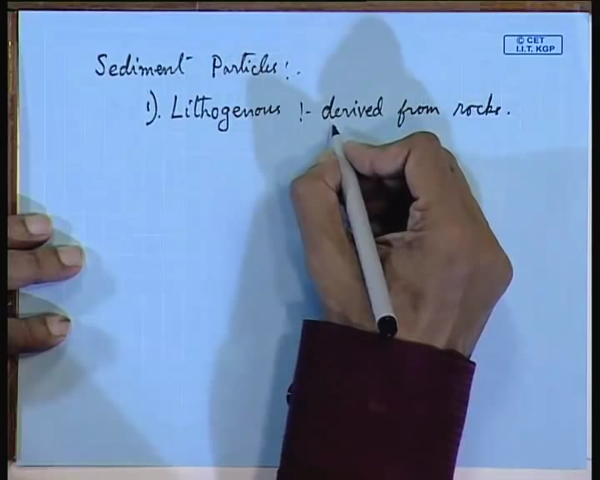 © CET
I.I.T. KGP
Sediment Particles :-
1). Lithogenous :- derived from rocks.